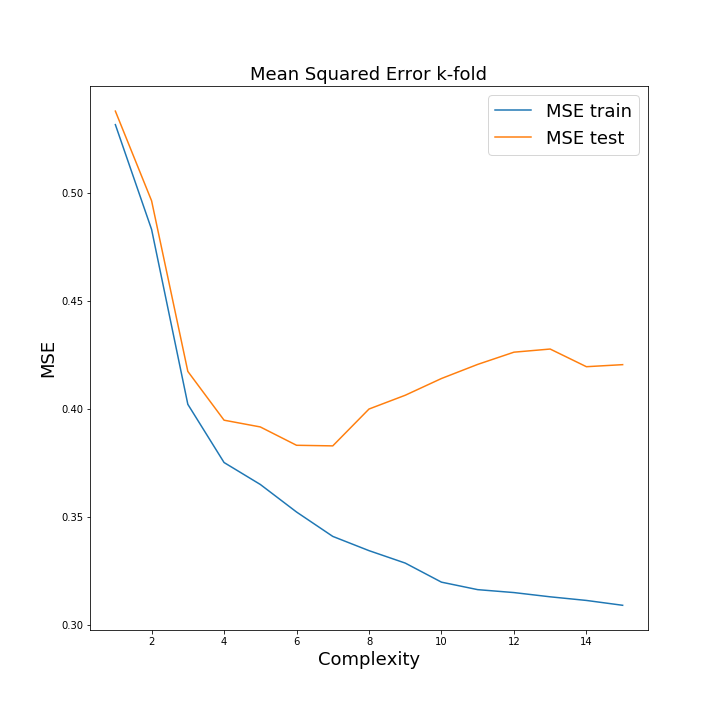 Mean Squared Error k-fold
MSE train
MSE test
0.50
0.45
0.40
0.35
0.30
MSE
2 4 6 8 10 12 14
Complexity